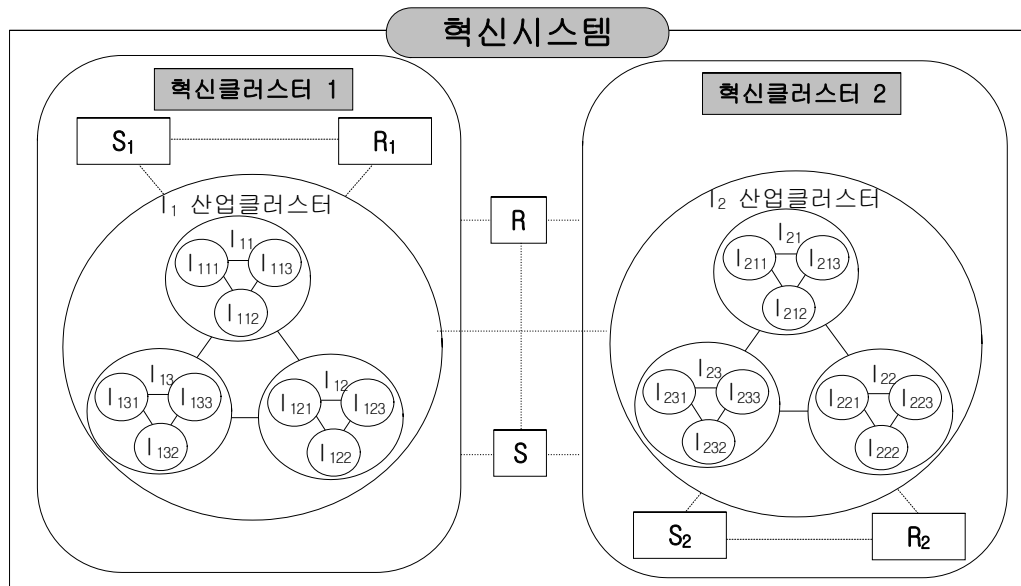 혁신시스템
혁신클러스터 1
S₁
R₁
I₁ 산업클러스터
I₁₁
I₁₁₁
I₁₁₃
I₁₁₂
I₁₃
I₁₃₁
I₁₃₃
I₁₃₂
I₁₂
I₁₂₁
I₁₂₃
I₁₂₂
R
S
혁신클러스터 2
I₂ 산업클러스터
I₂₁
I₂₁₁
I₂₁₃
I₂₁₂
I₂₃
I₂₃₁
I₂₃₃
I₂₃₂
I₂₂
I₂₂₁
I₂₂₃
I₂₂₂
S₂
R₂